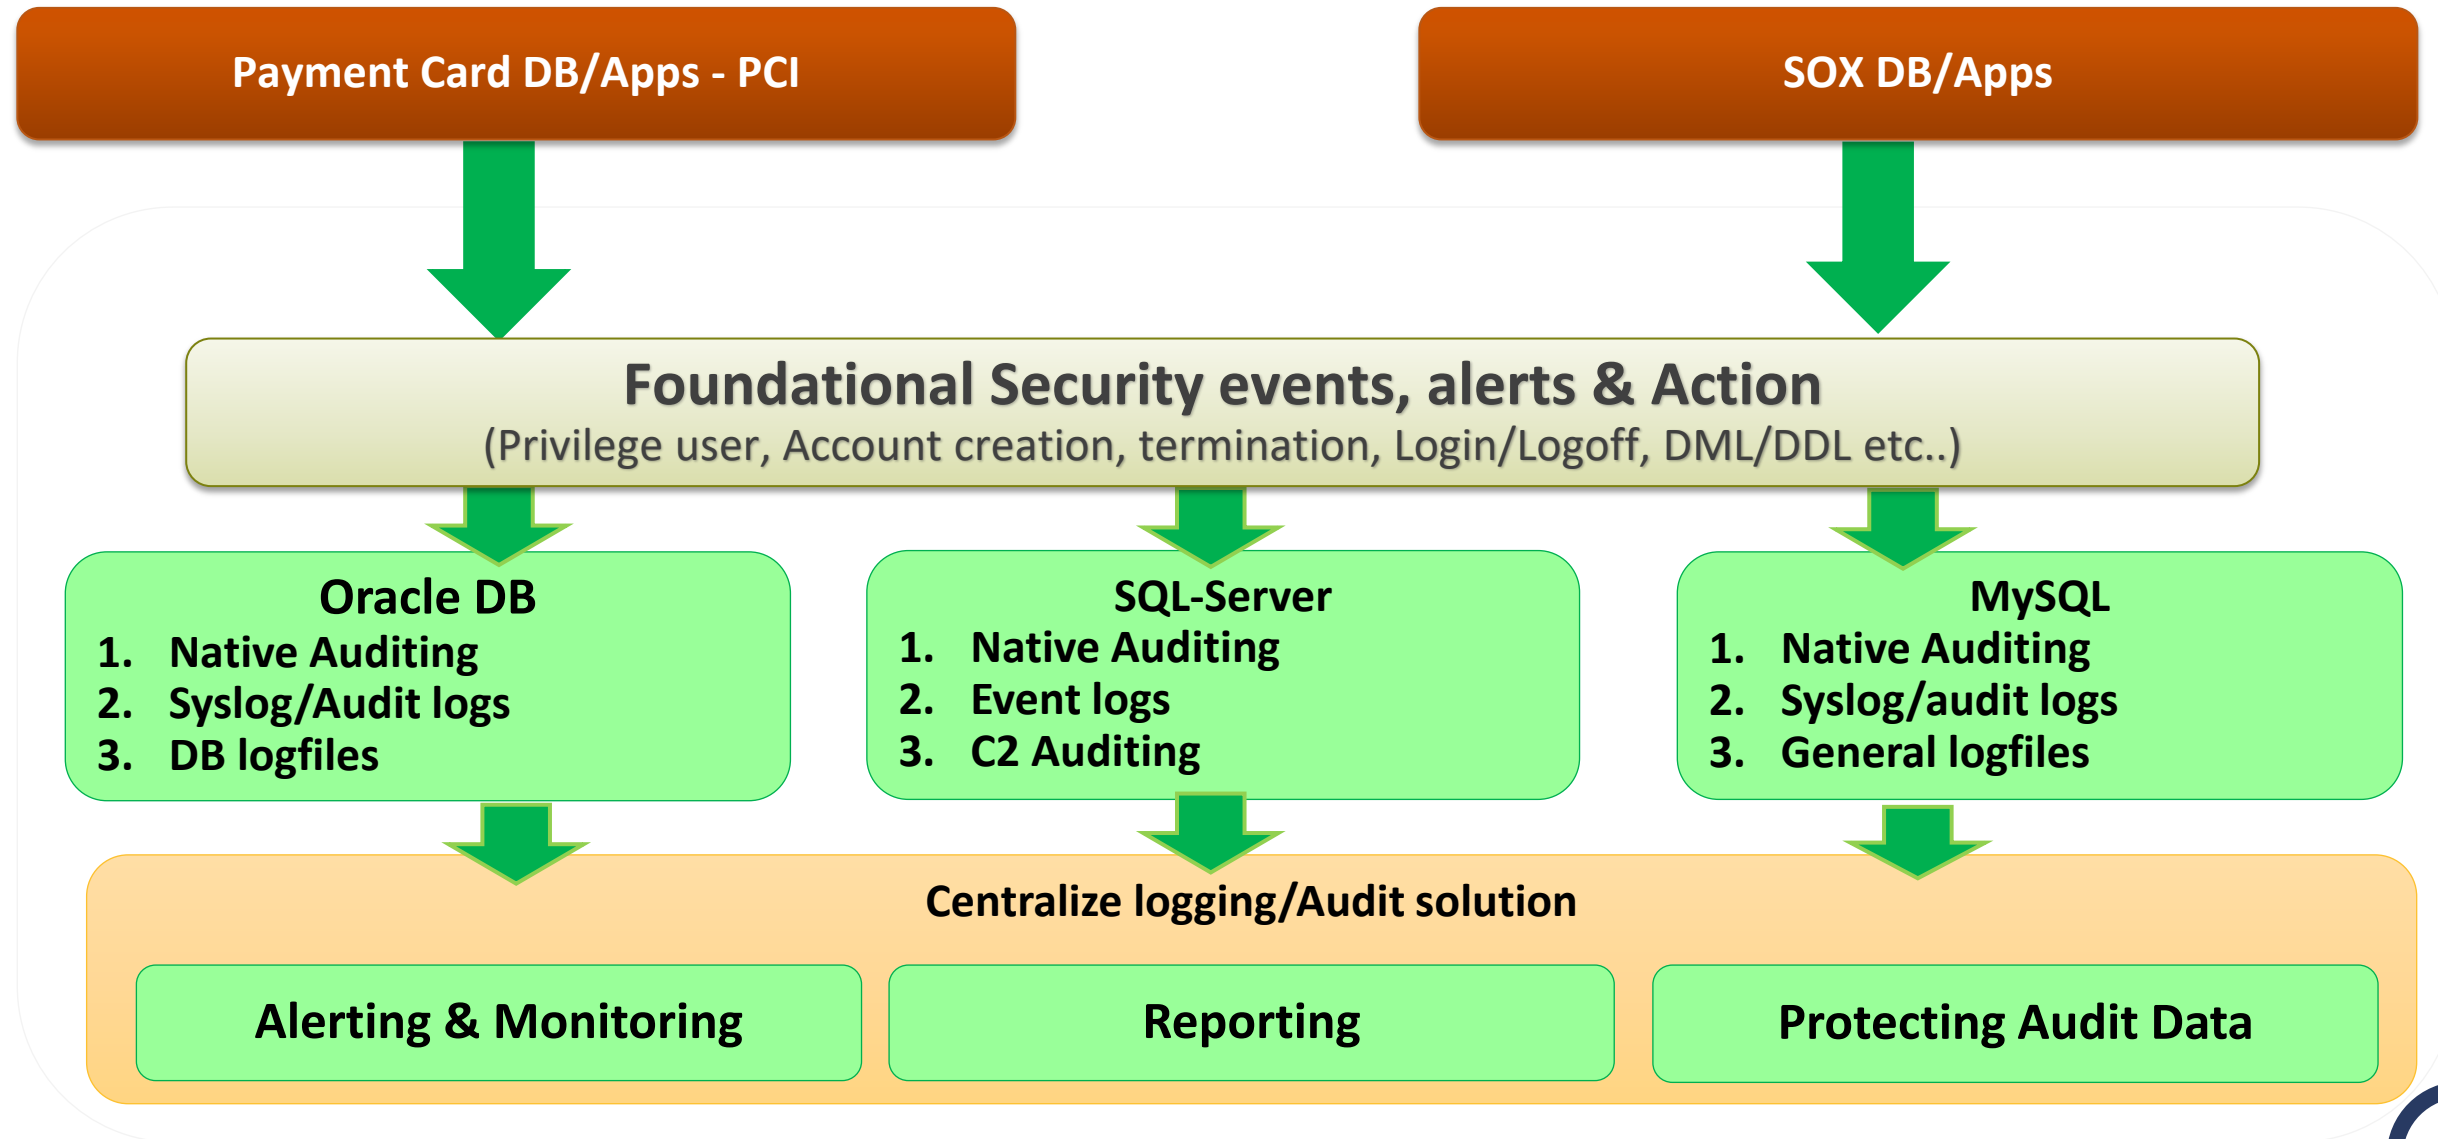 Payment Card DB/Apps - PCI
SOX DB/Apps
Foundational Security events, alerts & Action
(Privilege user, Account creation, termination, Login/Logoff, DML/DDL etc..)
Oracle DB
1. Native Auditing
2. Syslog/Audit logs
3. DB logfiles
SQL-Server
1. Native Auditing
2. Event logs
3. C2 Auditing
MySQL
1. Native Auditing
2. Syslog/audit logs
3. General logfiles
Centralize logging/Audit solution
Alerting & Monitoring
Reporting
Protecting Audit Data